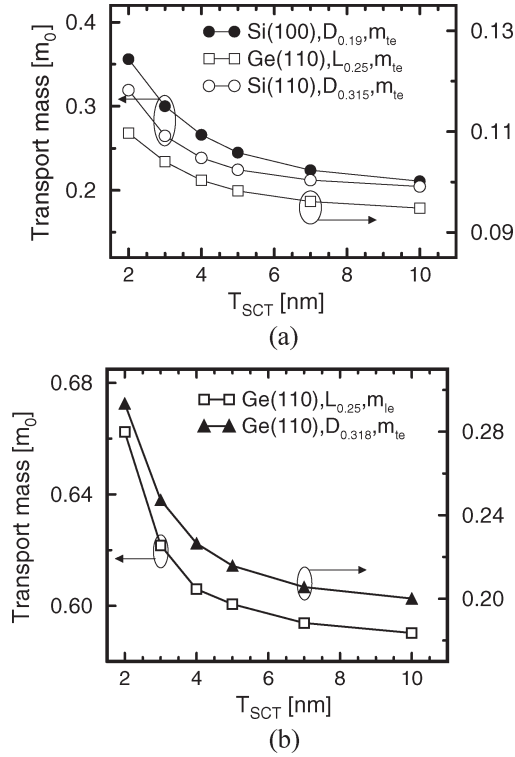 0.4
0.3
0.2
Transport mass [m0]
Si(100),D0.19,mte
Ge(110),L0.25,mte
Si(110),D0.315,mte
0.13
0.11
0.09
2 4 6 8 10
TSCT [nm]
(a)
0.68
0.64
0.60
Transport mass [m0]
Ge(110),L0.25,mle
Ge(110),D0.318,mte
0.28
0.24
0.20
2 4 6 8 10
TSCT [nm]
(b)